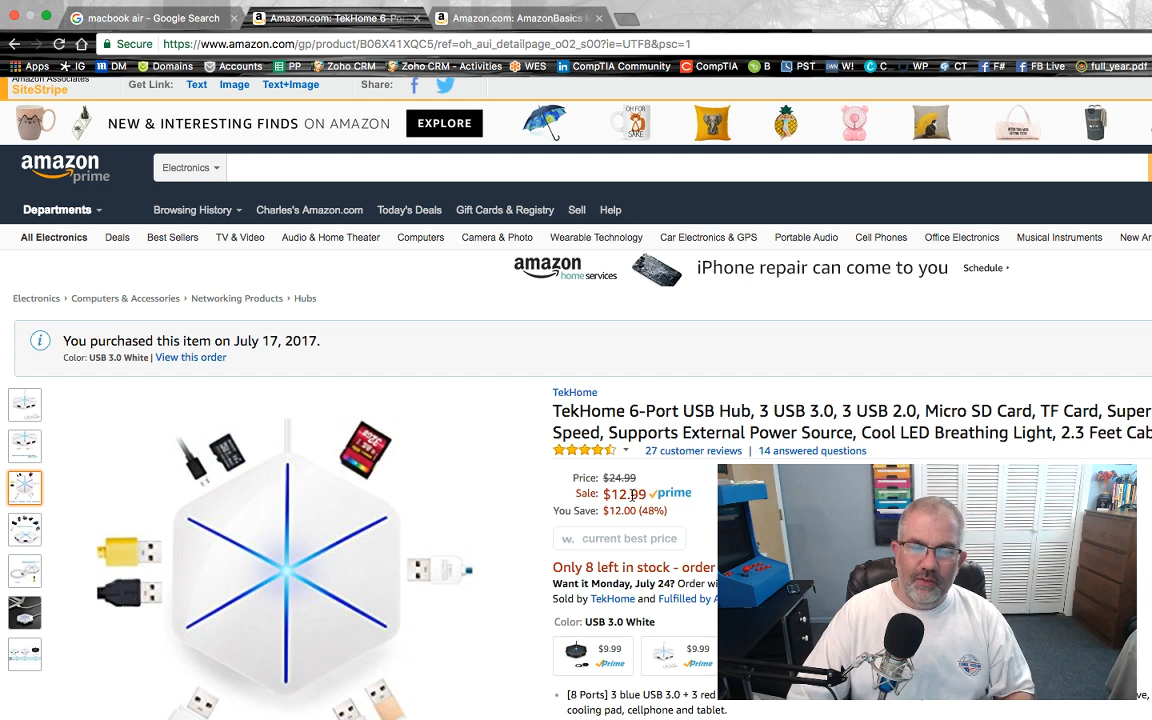 macbook air - Google Search
Amazon.com: TekHome 6-Por
Amazon.com: AmazonBasics
Secure
https://www.amazon.com/gp/product/B06X41XQC5/ref=oh_aui_detailpage_o02_s00?ie=UTF8&psc=1
Apps IG DM Domains Accounts PP Zoho CRM Zoho CRM - Activities WES CompTIA Community CompTIA B PST W! C WP CT F# FB Live full_year.pdf
Amazon Associates
SiteStripe
Get Link: Text Image Text+Image Share:
NEW & INTERESTING FINDS ON AMAZON EXPLORE
OH FOR
SAKE
amazon
prime
Electronics
Departments
Browsing History Charles's Amazon.com Today's Deals Gift Cards & Registry Sell Help
All Electronics Deals Best Sellers TV & Video Audio & Home Theater Computers Camera & Photo Wearable Technology Car Electronics & GPS Portable Audio Cell Phones Office Electronics Musical Instruments New Ar
amazon
home services
iPhone repair can come to you Schedule
Electronics › Computers & Accessories › Networking Products › Hubs
You purchased this item on July 17, 2017.
Color: USB 3.0 White | View this order
TekHome
TekHome 6-Port USB Hub, 3 USB 3.0, 3 USB 2.0, Micro SD Card, TF Card, Super
Speed, Supports External Power Source, Cool LED Breathing Light, 2.3 Feet Cab
27 customer reviews | 14 answered questions
Price: $24.99
Sale: $12.99 prime
You Save: $12.00 (48%)
w. current best price
Only 8 left in stock - order
Want it Monday, July 24? Order wi
Sold by TekHome and Fulfilled by A
Color: USB 3.0 White
$9.99
Prime
$9.99
Prime
[8 Ports] 3 blue USB 3.0 + 3 red
ve,
cooling pad, cellphone and tablet.